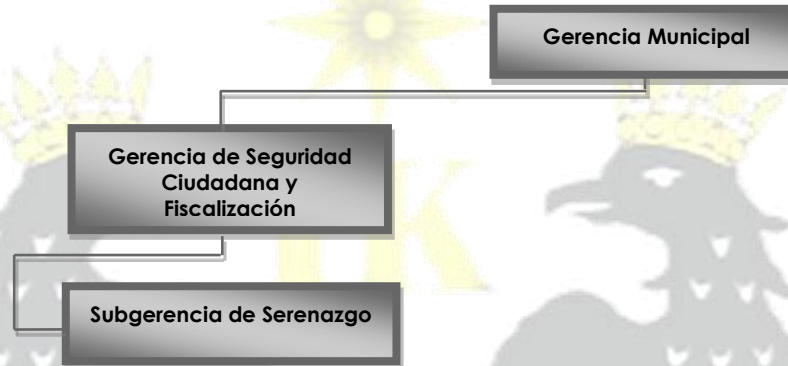 Gerencia Municipal
Gerencia de Seguridad
Ciudadana y
Fiscalización
Subgerencia de Serenazgo